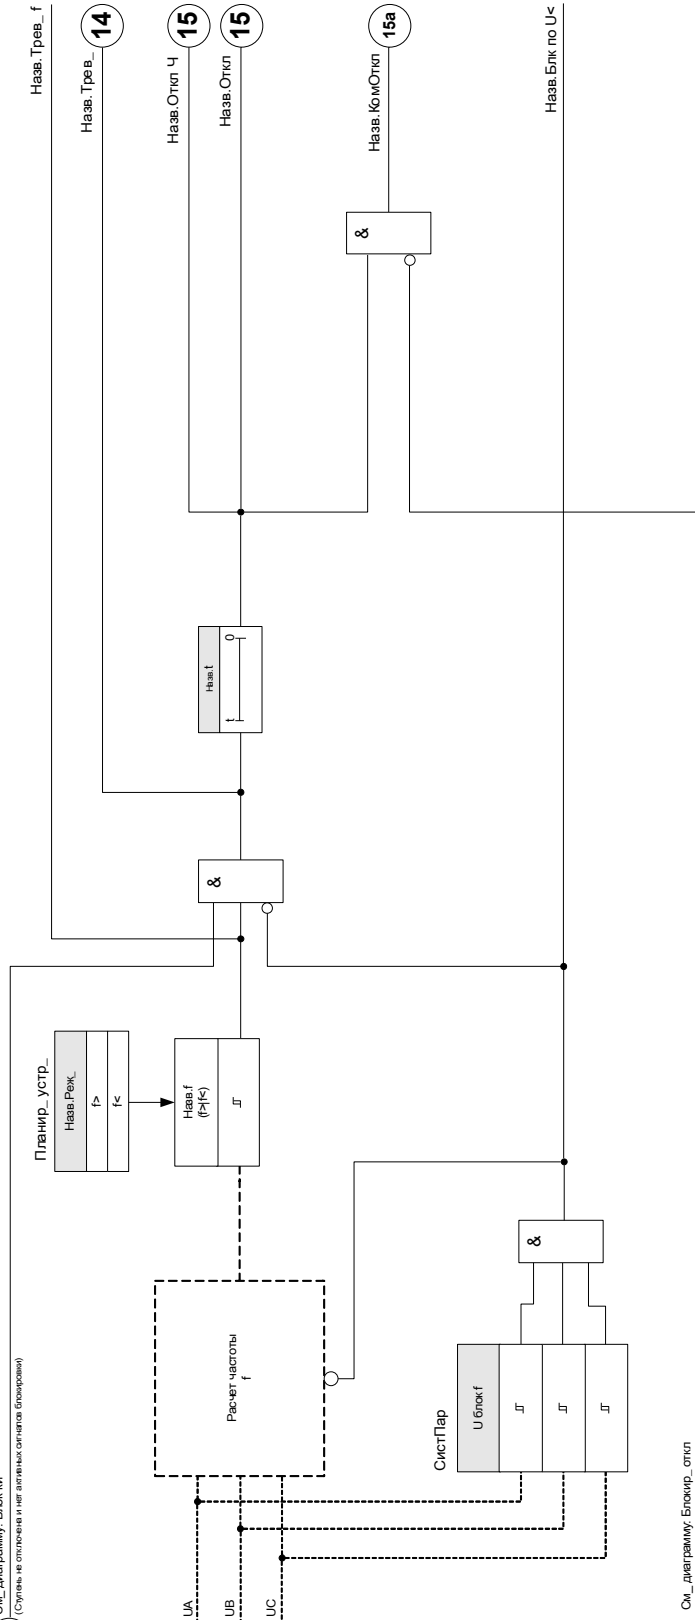 См_ диаграмму: Блок-ки
(Ступень не отключена и нет активных сигналов блокировки)
Назв.Трев_ f
14
Назв.Трев_
15
Назв.Откл Ч
15
Назв.Откл
15а
Назв.КомОткл
Назв.Блк по U<
&
Назв.t
t
0
&
Планир_ устр_
Назв.Реж_
f>
f<
Назв.f
(f>|f<)
Расчет частоты
f
&
СистПар
U блок f
UA
UB
UC
См_ диаграмму: Блокир_ откл